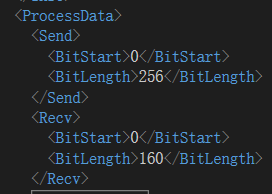 <ProcessData>
<Send>
<BitStart>0</BitStart>
<BitLength>256</BitLength>
</Send>
<Recv>
<BitStart>0</BitStart>
<BitLength>160</BitLength>
</Recv>